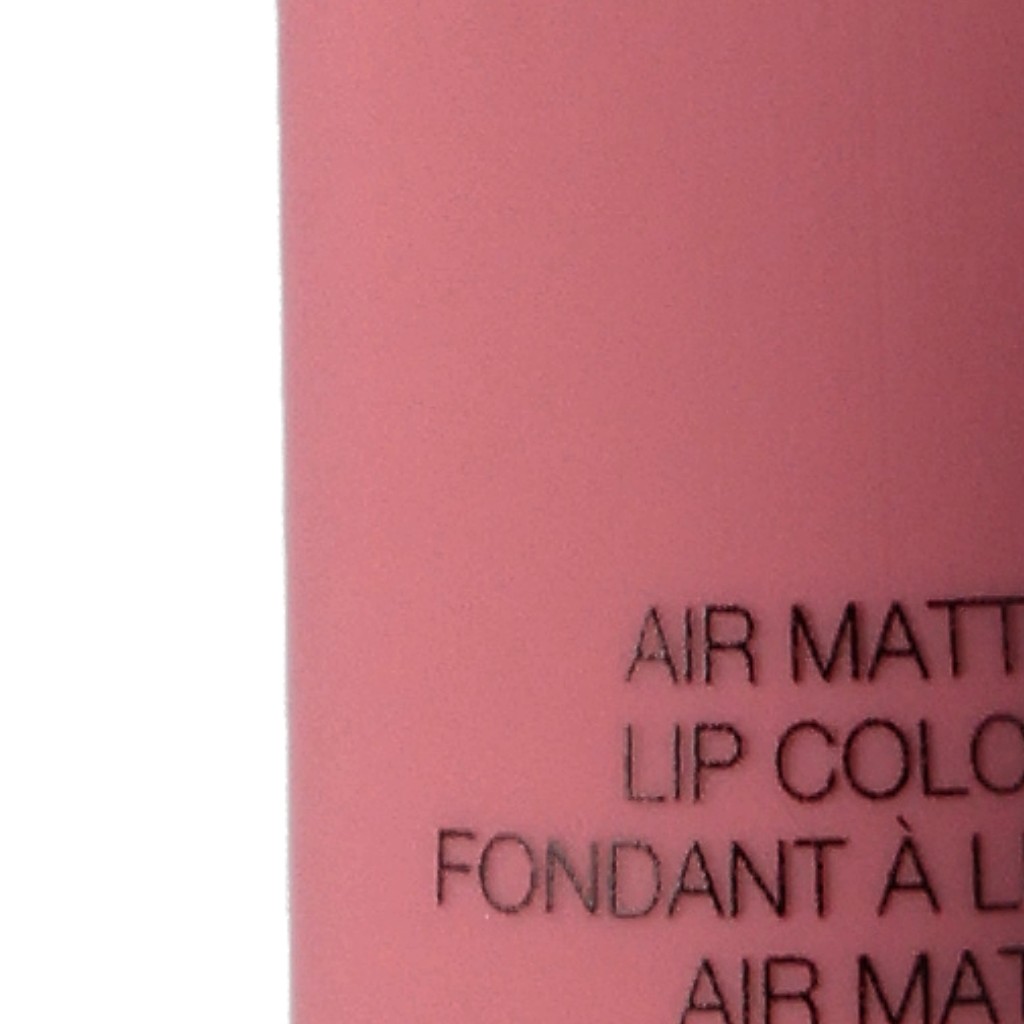 AIR MATT
LIP COLO
FONDANT À L
AIR MAT